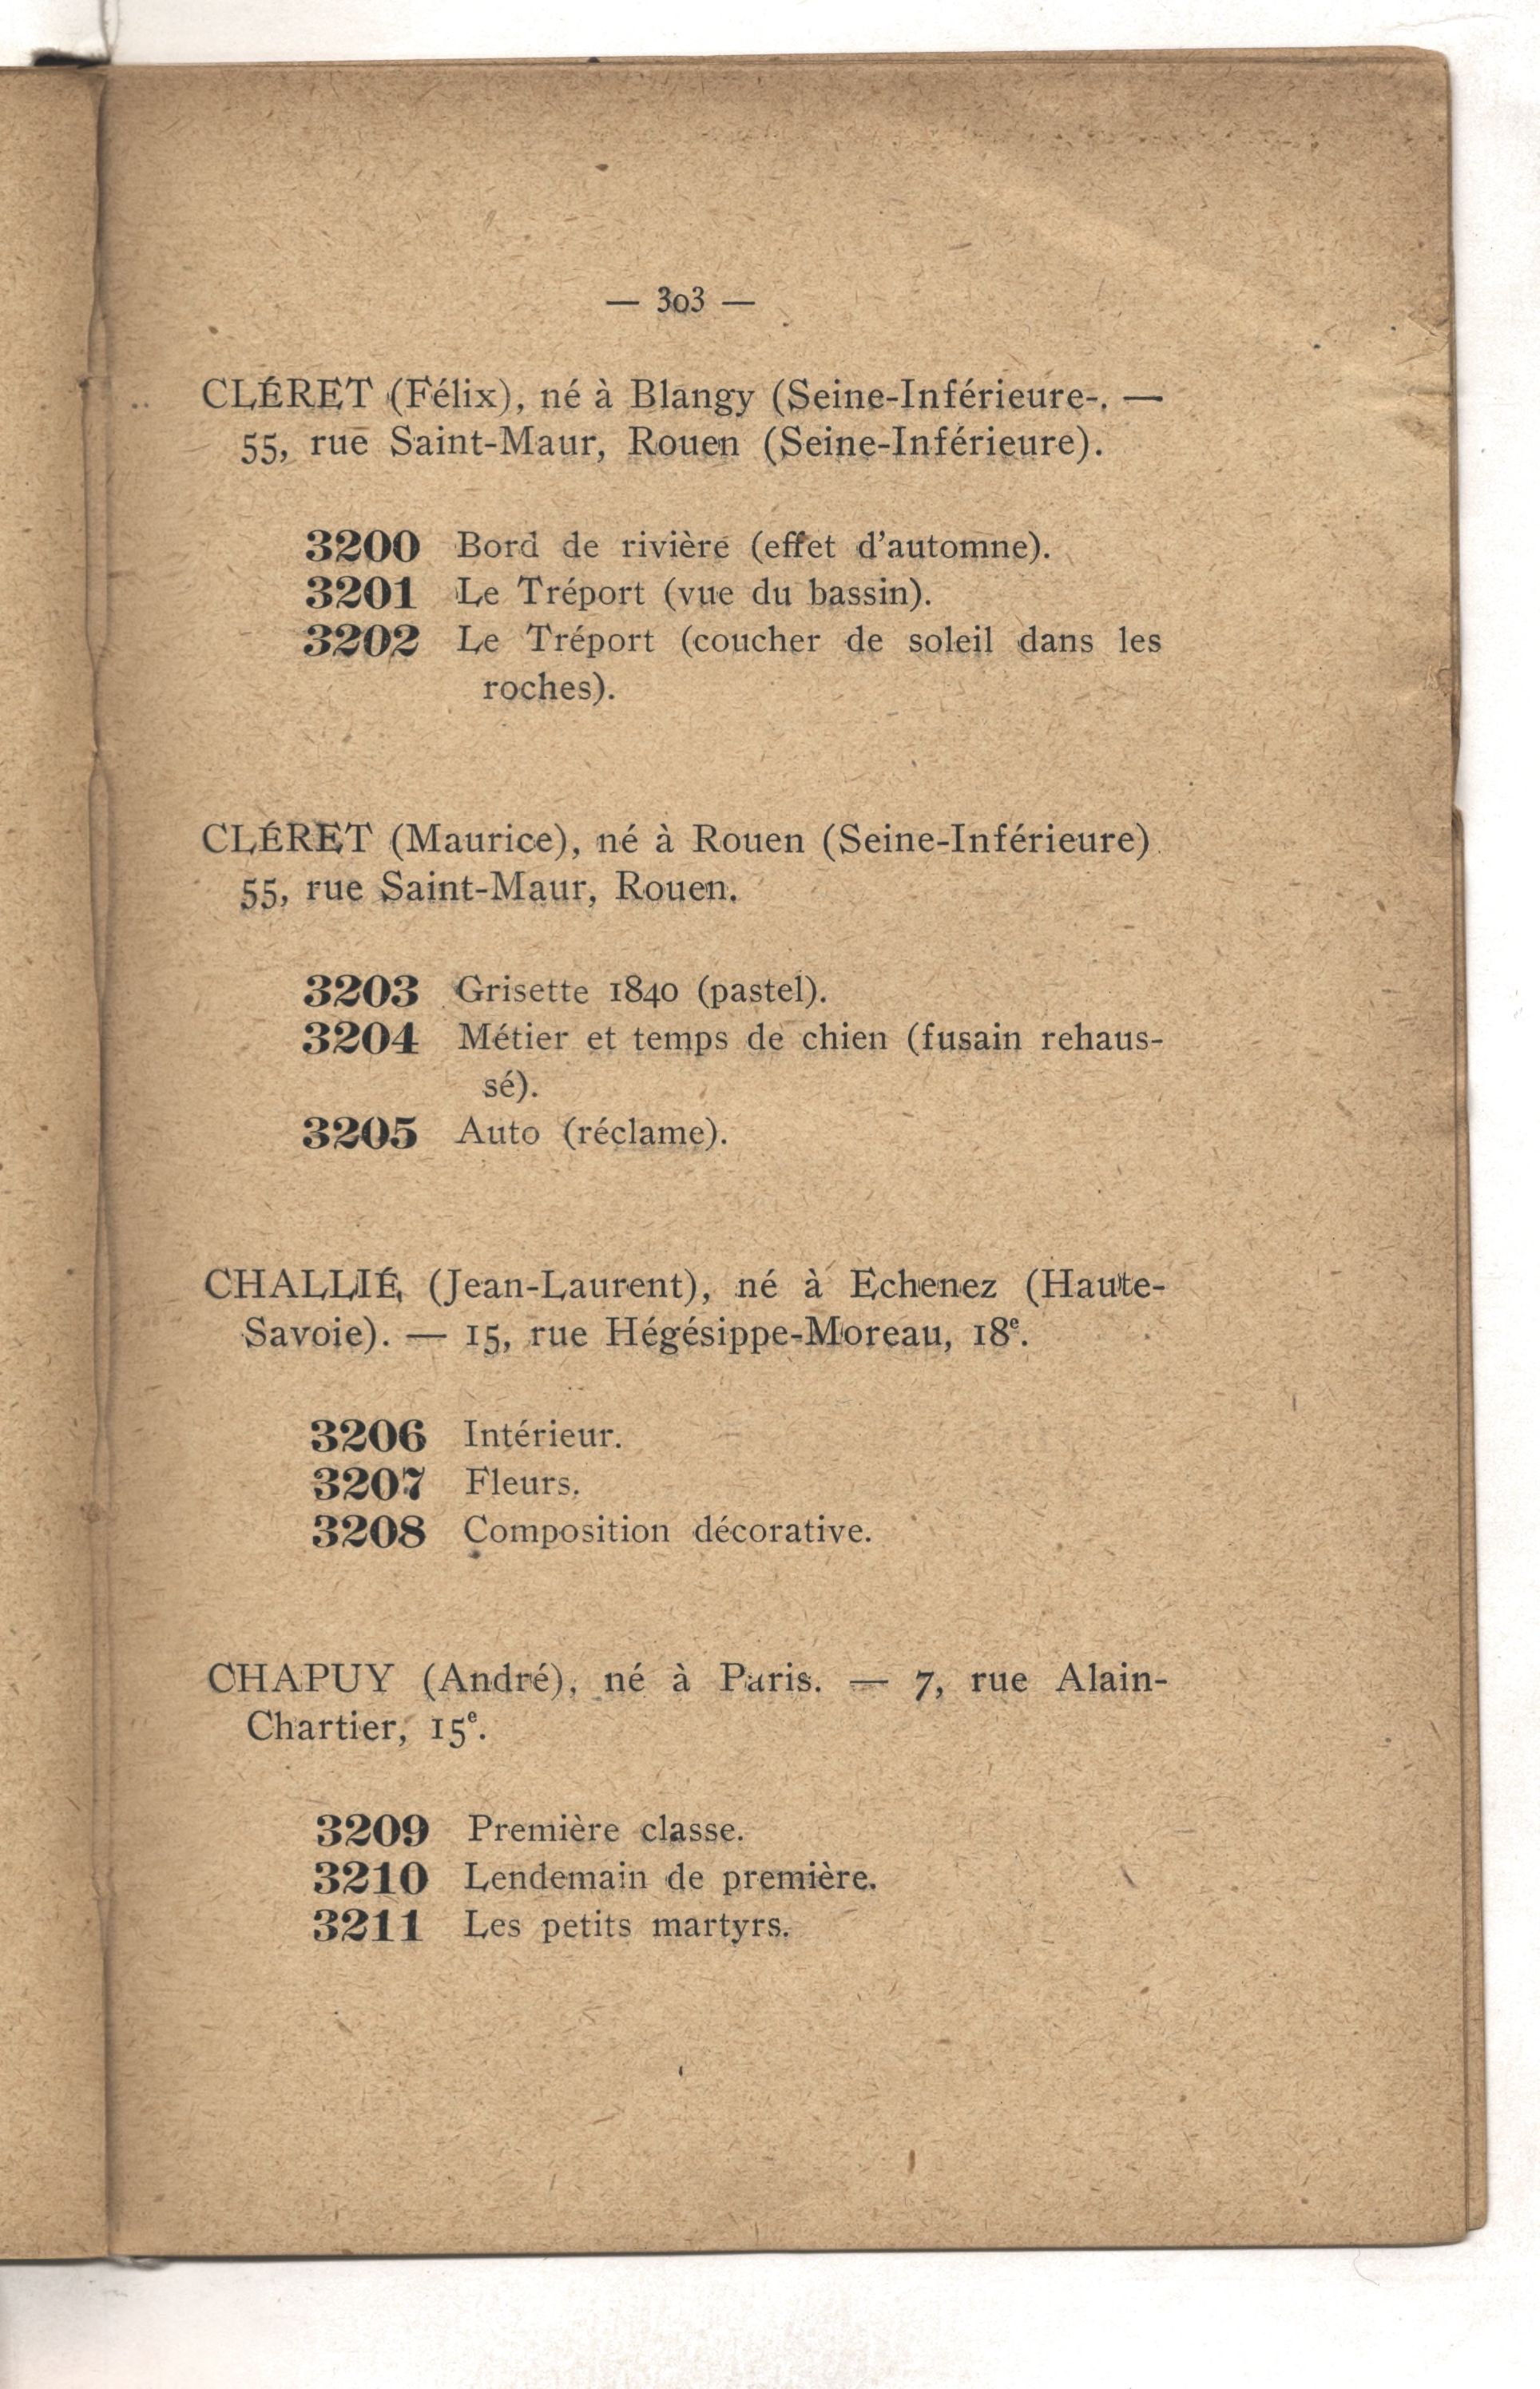 — 303 —
CLÉRET (Félix), né à Blangy (Seine-Inférieure-. —
55, rue Saint-Maur, Rouen (Seine-Inférieure).
3200 Bord de rivière (effet d'automne).
3201 Le Tréport (vue du bassin).
3202 Le Tréport (coucher de soleil dans les
roches).
CLÉRET (Maurice), né à Rouen (Seine-Inférieure).
55, rue Saint-Maur, Rouen.
3203 Grisette 1840 (pastel).
3204 Métier et temps de chien (fusain rehaus-
sé).
3205 Auto (réclame).
CHALLIÉ, (Jean-Laurent), né à Echenez (Haute-
Savoie). — 15, rue Hégésippe-Moreau, 18e.
3206 Intérieur.
3207 Fleurs.
3208 Composition décorative.
CHAPUY (André), né à Paris. — 7, rue Alain-
Chartier, 15e.
3209 Première classe.
3210 Lendemain de première.
3211 Les petits martyrs.